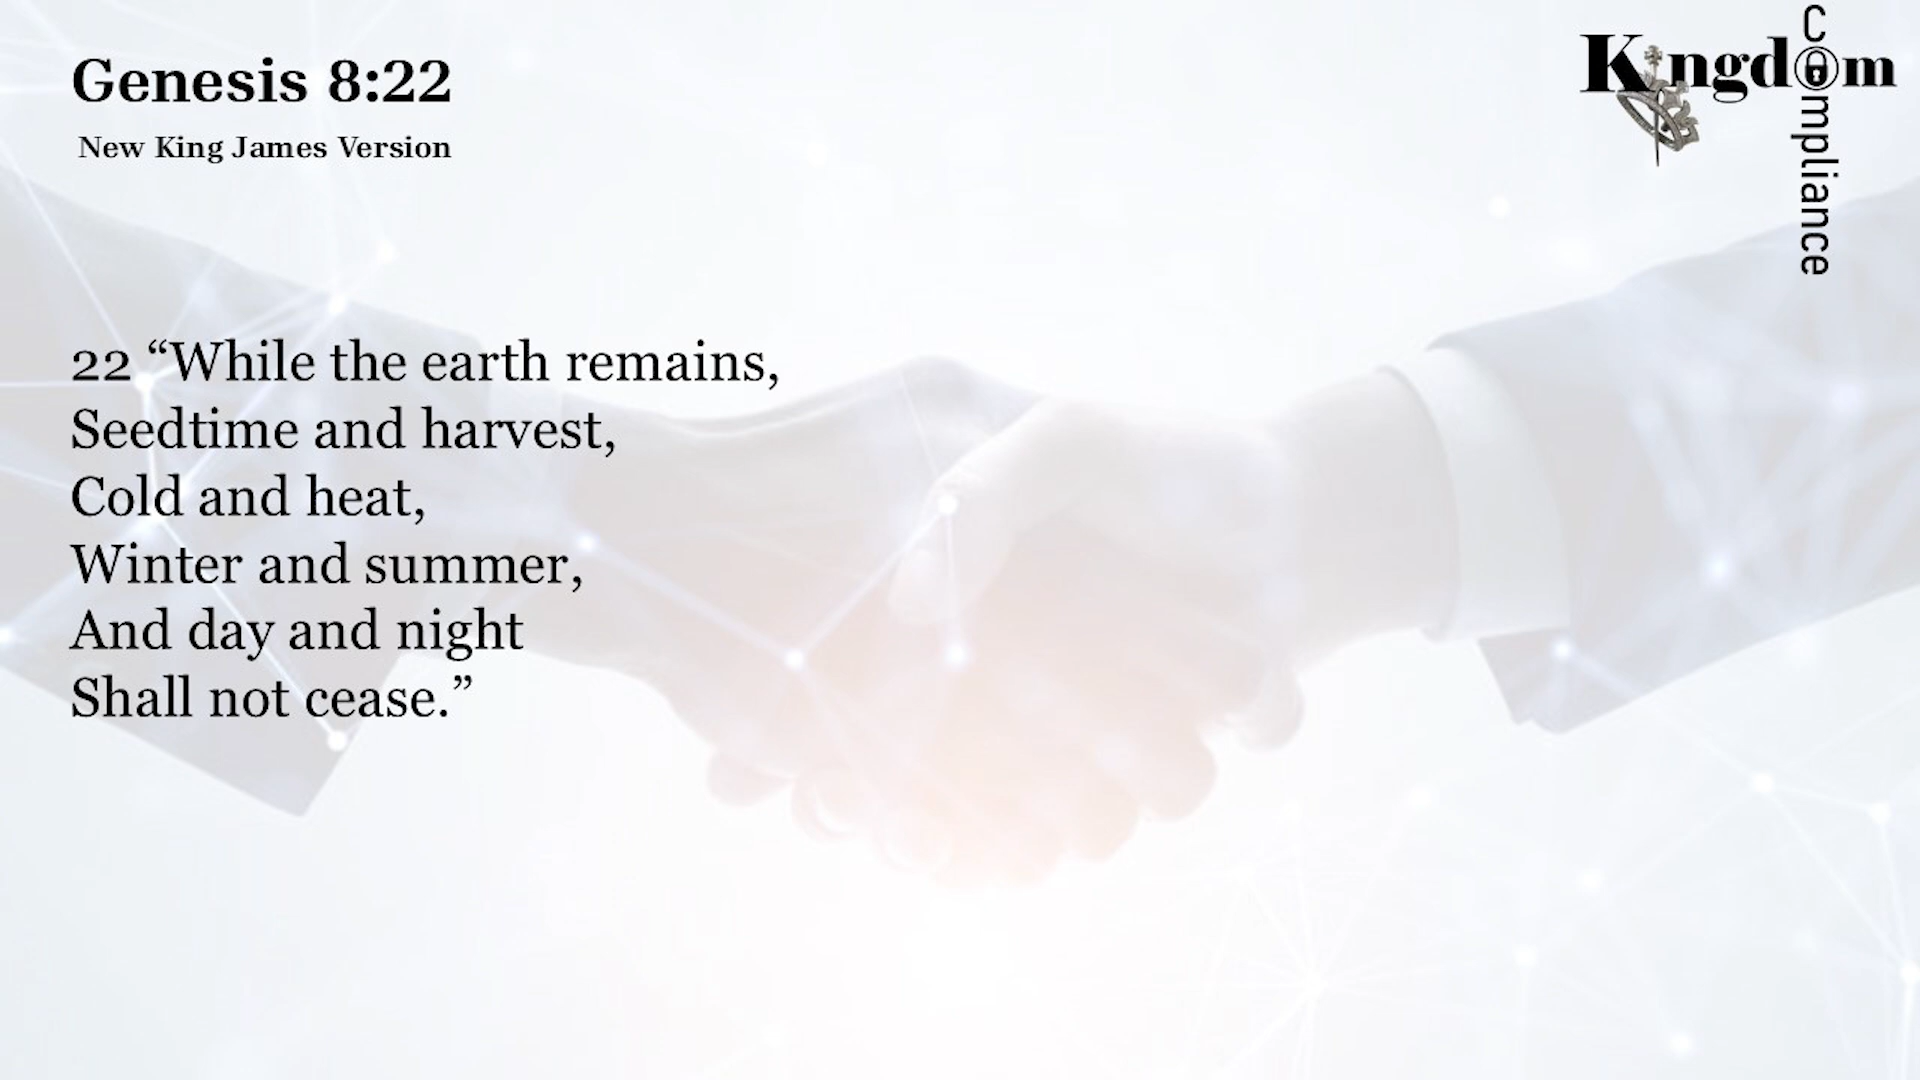 Genesis 8:22
New King James Version
Kingdom
Compliance
22 “While the earth remains,
Seedtime and harvest,
Cold and heat,
Winter and summer,
And day and night
Shall not cease.”